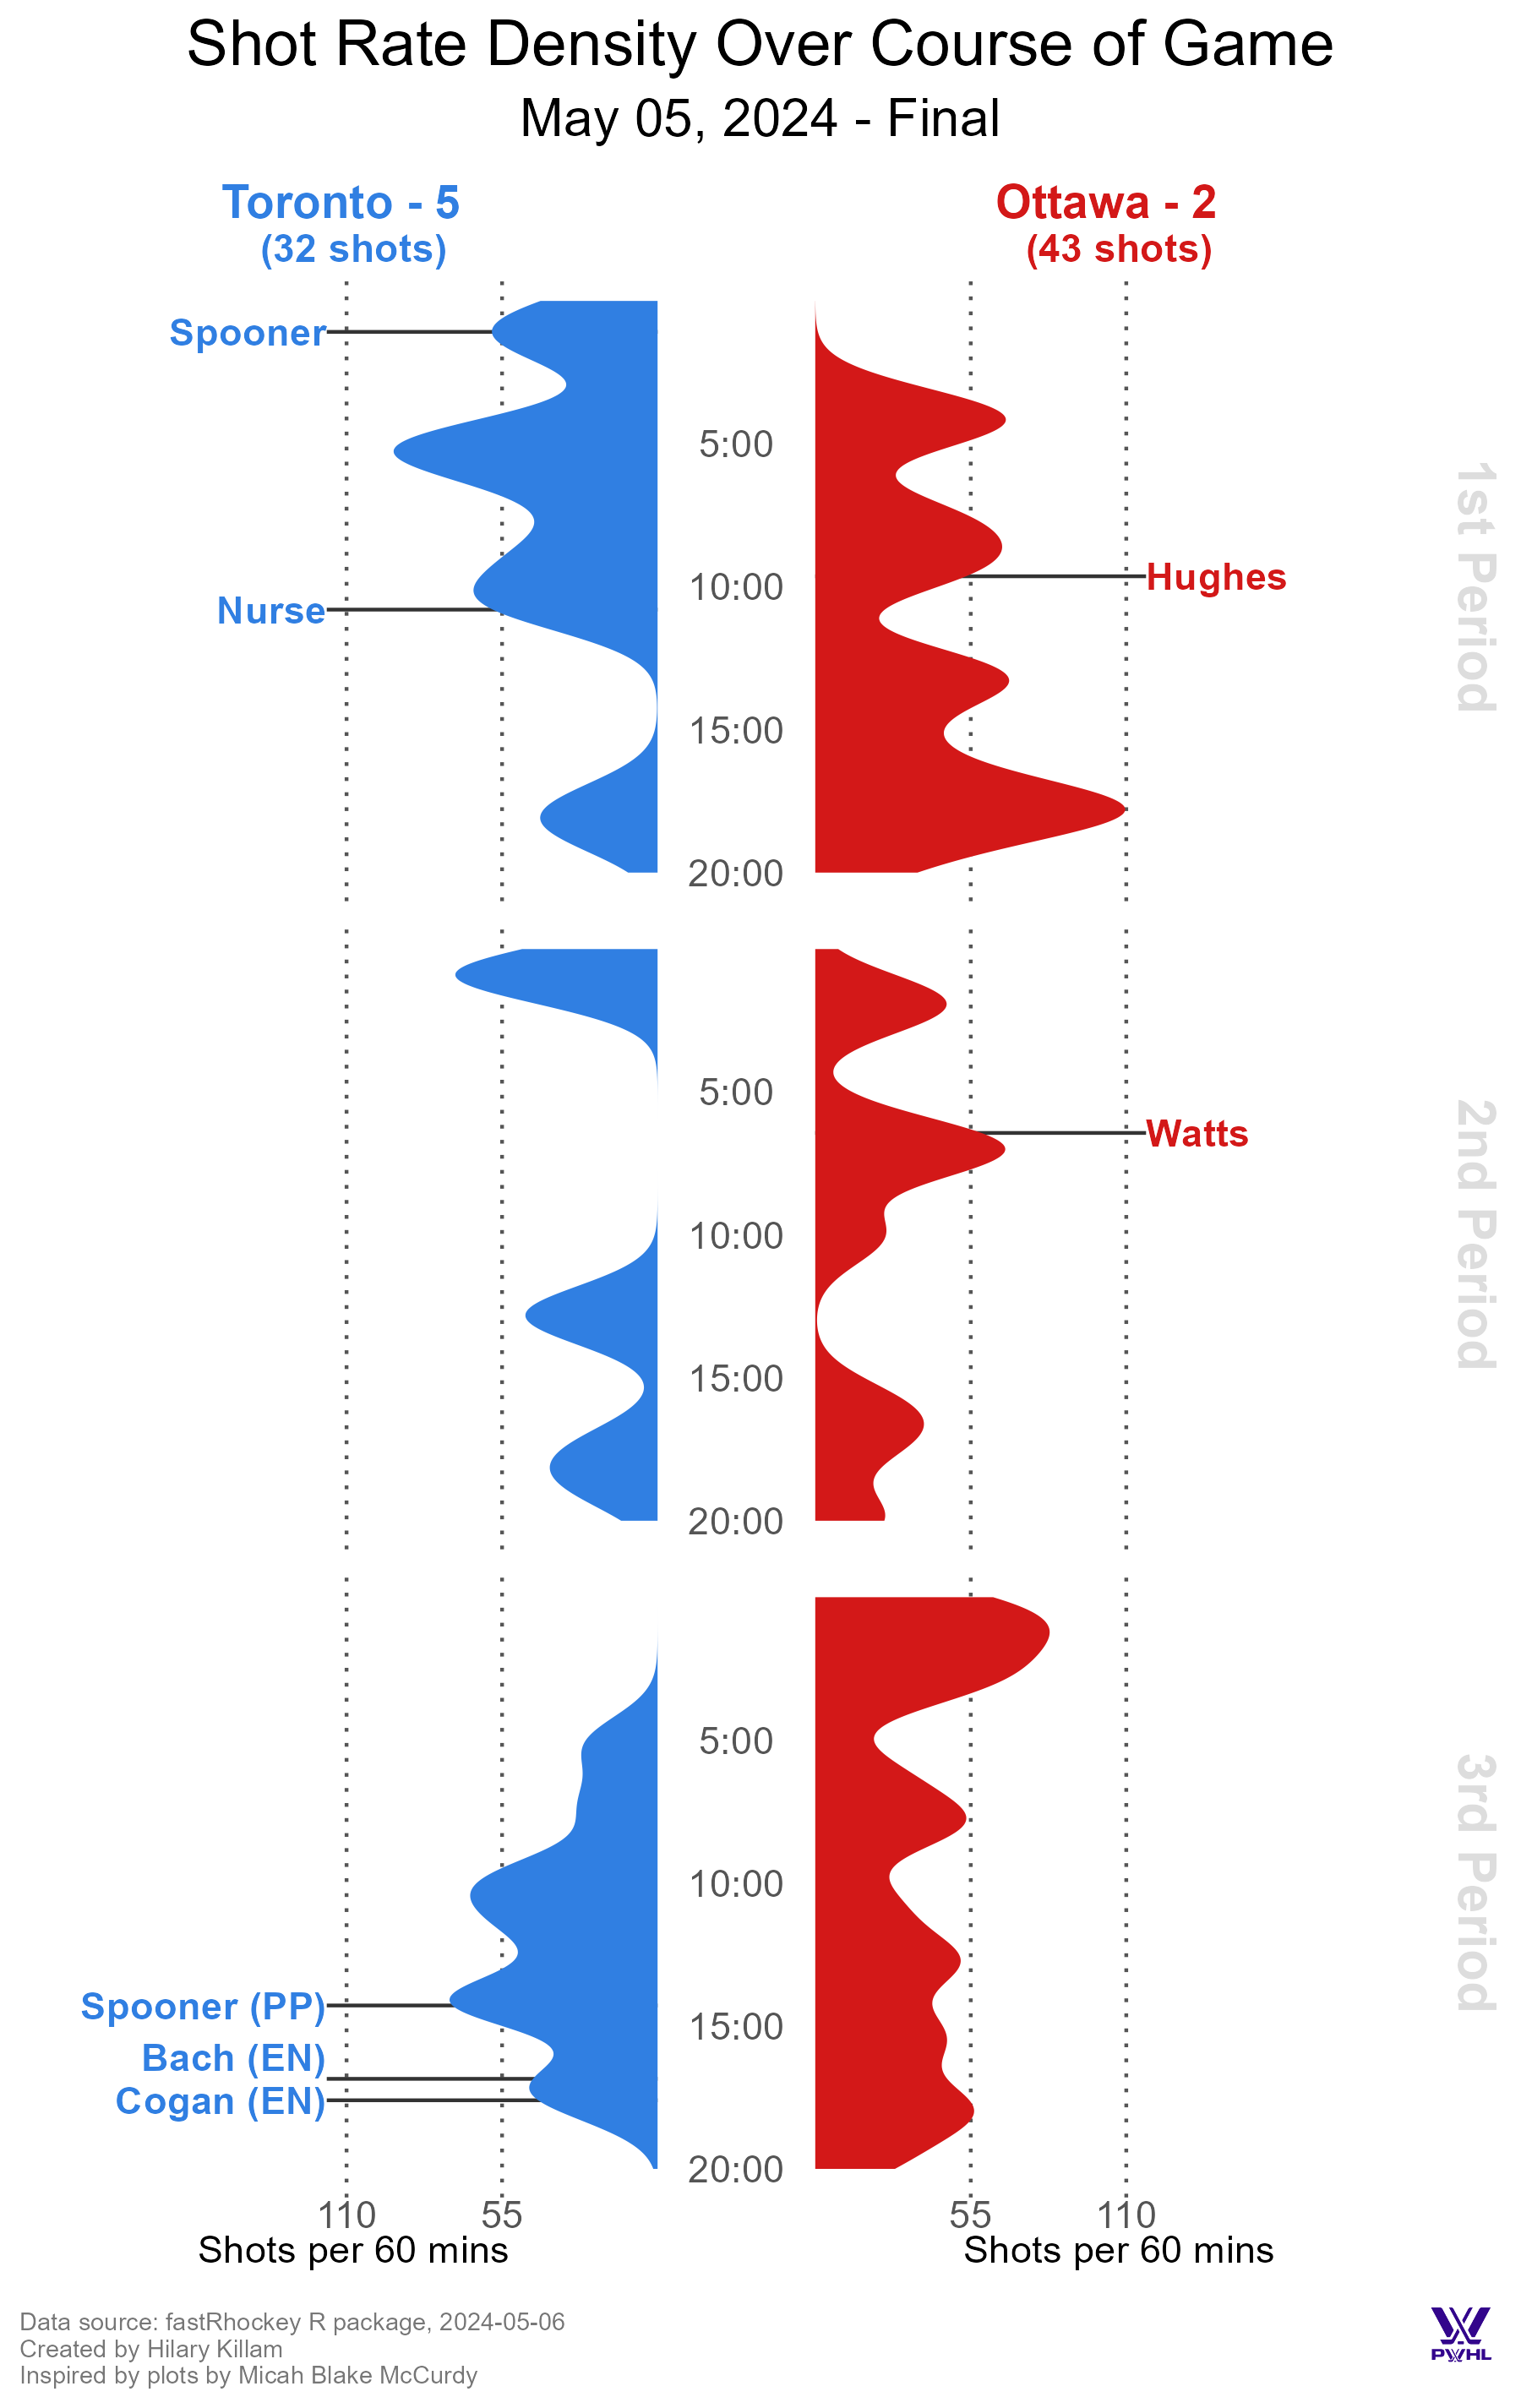 Shot Rate Density Over Course of Game
May 05, 2024 - Final
Toronto - 5
(32 shots)
Ottawa - 2
(43 shots)
Spooner
5:00
Hughes
10:00
Nurse
15:00
20:00
1st Period
5:00
Watts
10:00
15:00
20:00
2nd Period
5:00
10:00
Spooner (PP)
15:00
Bach (EN)
Cogan (EN)
20:00
3rd Period
110 55 55 110
Shots per 60 mins
Shots per 60 mins
Data source: fastRhockey R package, 2024-05-06
Created by Hilary Killam
Inspired by plots by Micah Blake McCurdy
PWHL